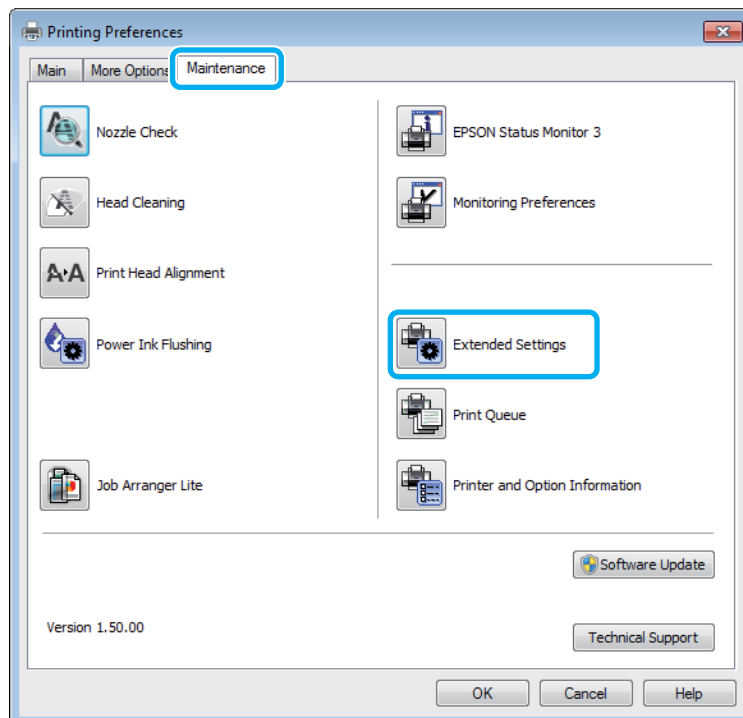 Printing Preferences
Main
More Options
Maintenance
Nozzle Check
Head Cleaning
Print Head Alignment
Power Ink Flushing
Job Arranger Lite
EPSON Status Monitor 3
Monitoring Preferences
Extended Settings
Print Queue
Printer and Option Information
Software Update
Version 1.50.00
Technical Support
OK
Cancel
Help